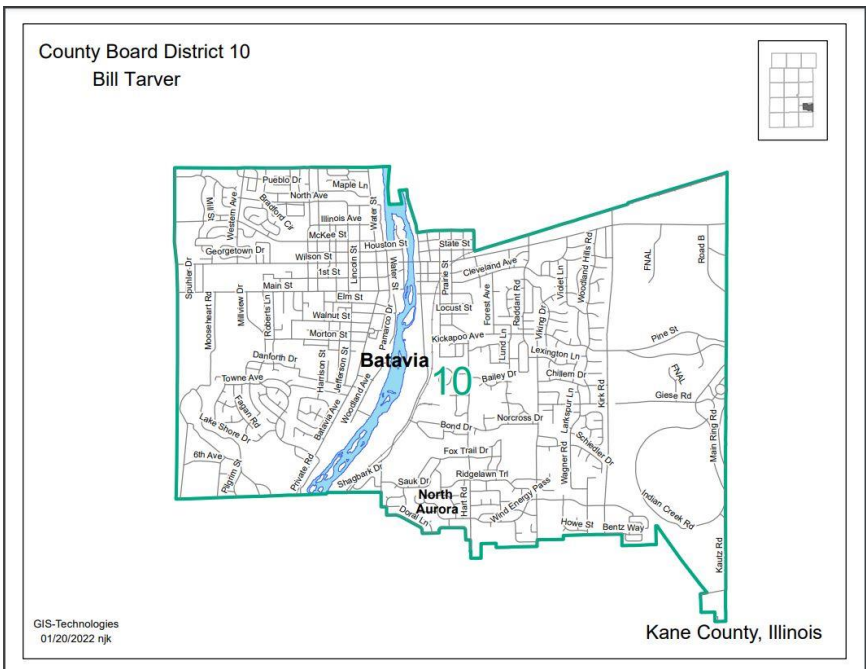 County Board District 10
Bill Tarver
Pueblo Dr
Maple Ln
North Ave
Mill St
Western Ave
Bradford Cir
Water St
Illinois Ave
McKee St
Houston St
State St
Georgetown Dr
Wilson St
Lincoln St
1st St
Water St
Prairie St
Cleveland Ave
Woodland Hills Rd
FNAL
Road B
Spuhler Dr
Main St
Violet Ln
Mooseheart Rd
Millview Dr
Roberts Ln
Elm St
Walnut St
Pamarco Dr
Locust St
Forest Ave
Raddant Rd
Viking Dr
Morton St
Kickapoo Ave
Lund Ln
Pine St
Danforth Dr
Harrison St
Jefferson St
Batavia
Lexington Ln
Towne Ave
Woodland Ave
10
Bailey Dr
Chillem Dr
FNAL
Fagan Rd
Batavia Ave
Larkspur Ln
Kirk Rd
Giese Rd
Lake Shore Dr
Norcross Dr
Bond Dr
Main Ring Rd
6th Ave
Pilgrim St
Private Rd
Shagbark Dr
Fox Trail Dr
Wagner Rd
Schiedler Dr
Ridgelawn Trl
Sauk Dr
North
Aurora
Hart Rd
Wind Energy Pass
Indian Creek Rd
Doral Ln
Howe St
Bentz Way
Kautz Rd
GIS-Technologies
01/20/2022 njk
Kane County, Illinois